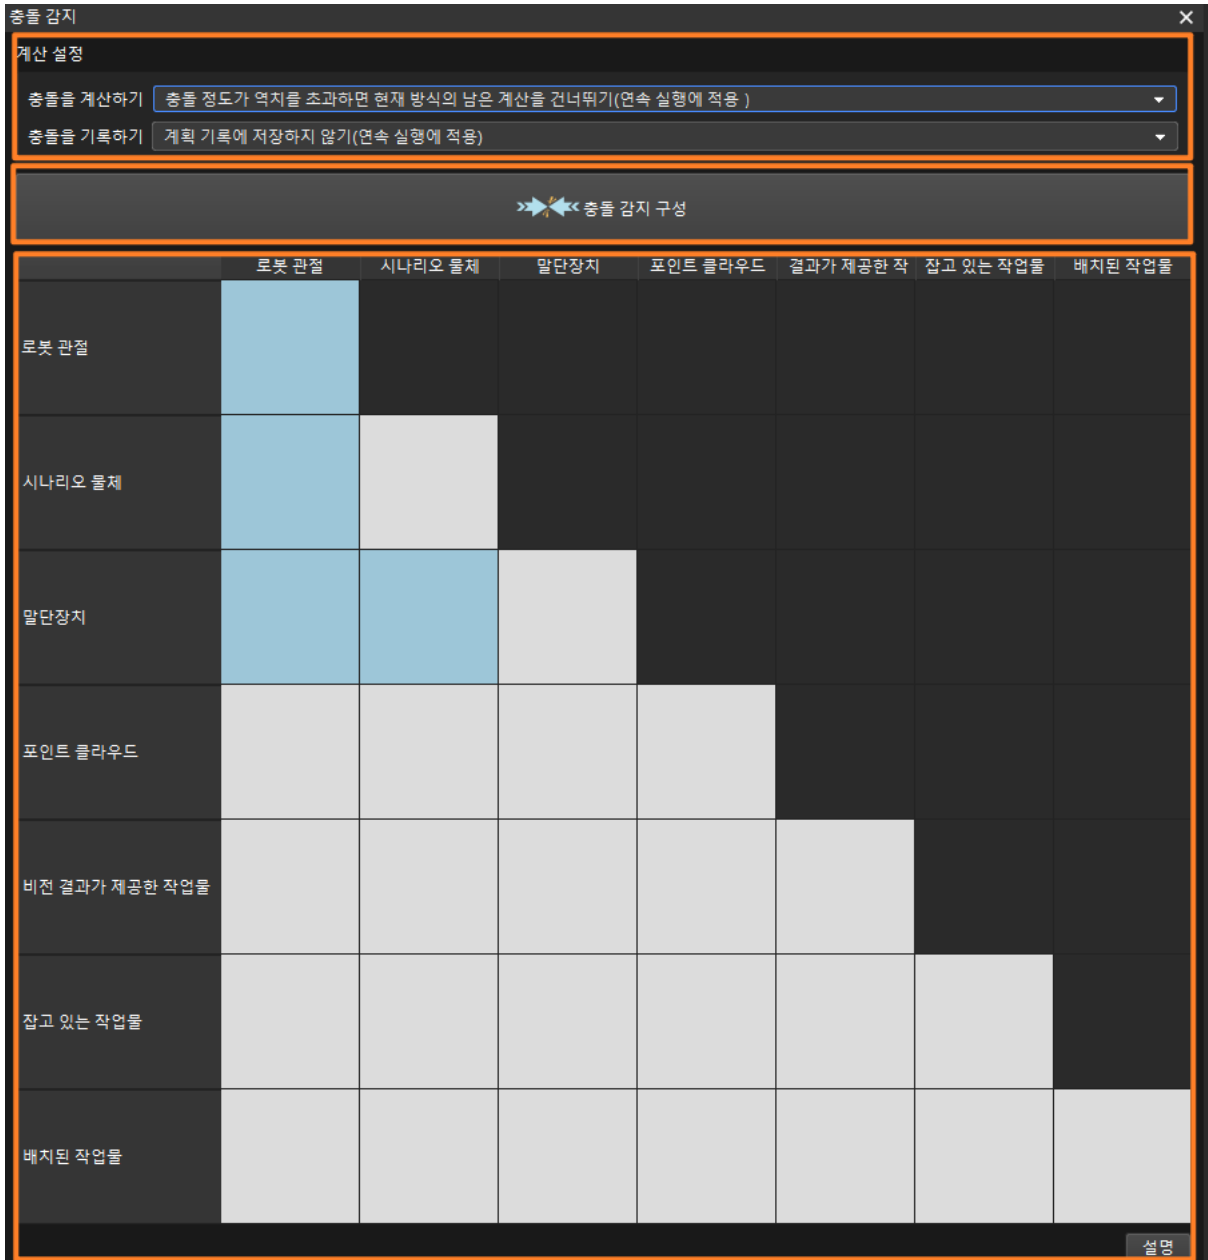 충돌 감지
계산 설정
충돌을 계산하기 충돌 정도가 역치를 초과하면 현재 방식의 남은 계산을 건너뛰기(연속 실행에 적용 )
충돌을 기록하기 계획 기록에 저장하지 않기(연속 실행에 적용)
충돌 감지 구성
로봇 관절 시나리오 물체 말단장치 포인트 클라우드 결과가 제공한 작 잡고 있는 작업물 배치된 작업물
로봇 관절
시나리오 물체
말단장치
포인트 클라우드
비전 결과가 제공한 작업물
잡고 있는 작업물
배치된 작업물
설명